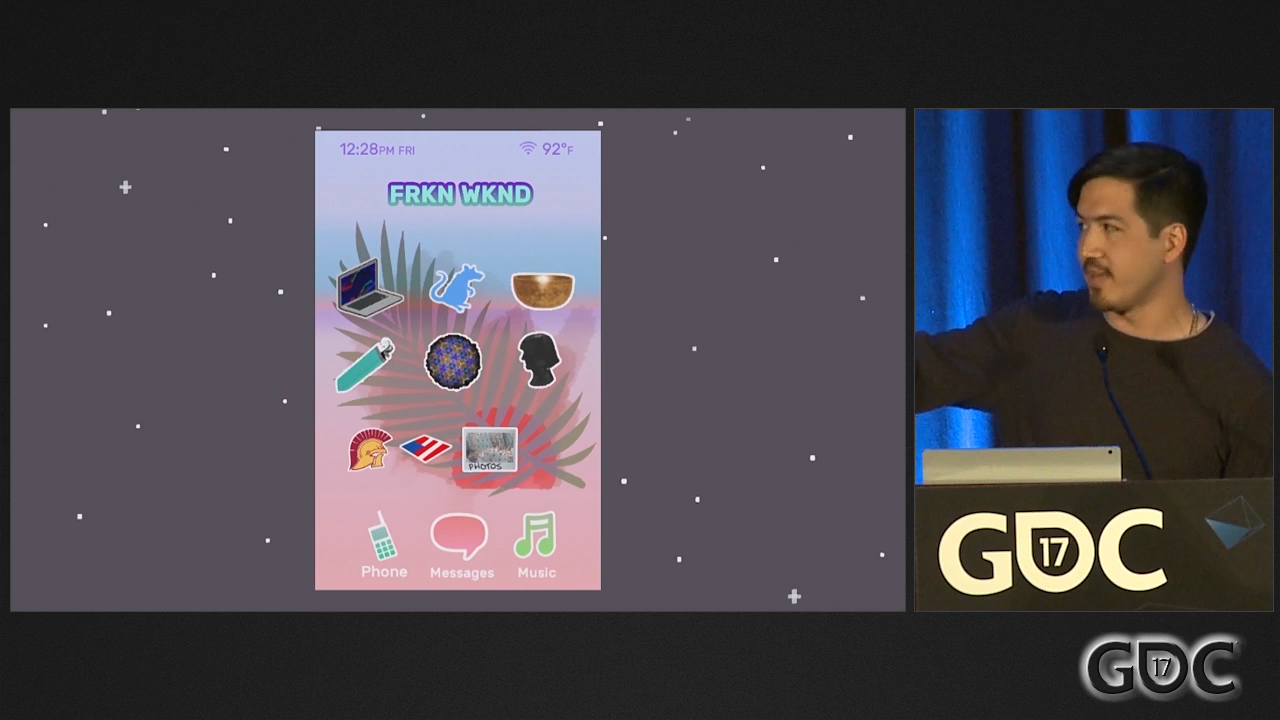 12:28PM FRI
92°F
FRKN WKND
PHOTOS
Phone
Messages
Music
GDC
17
GDC
17